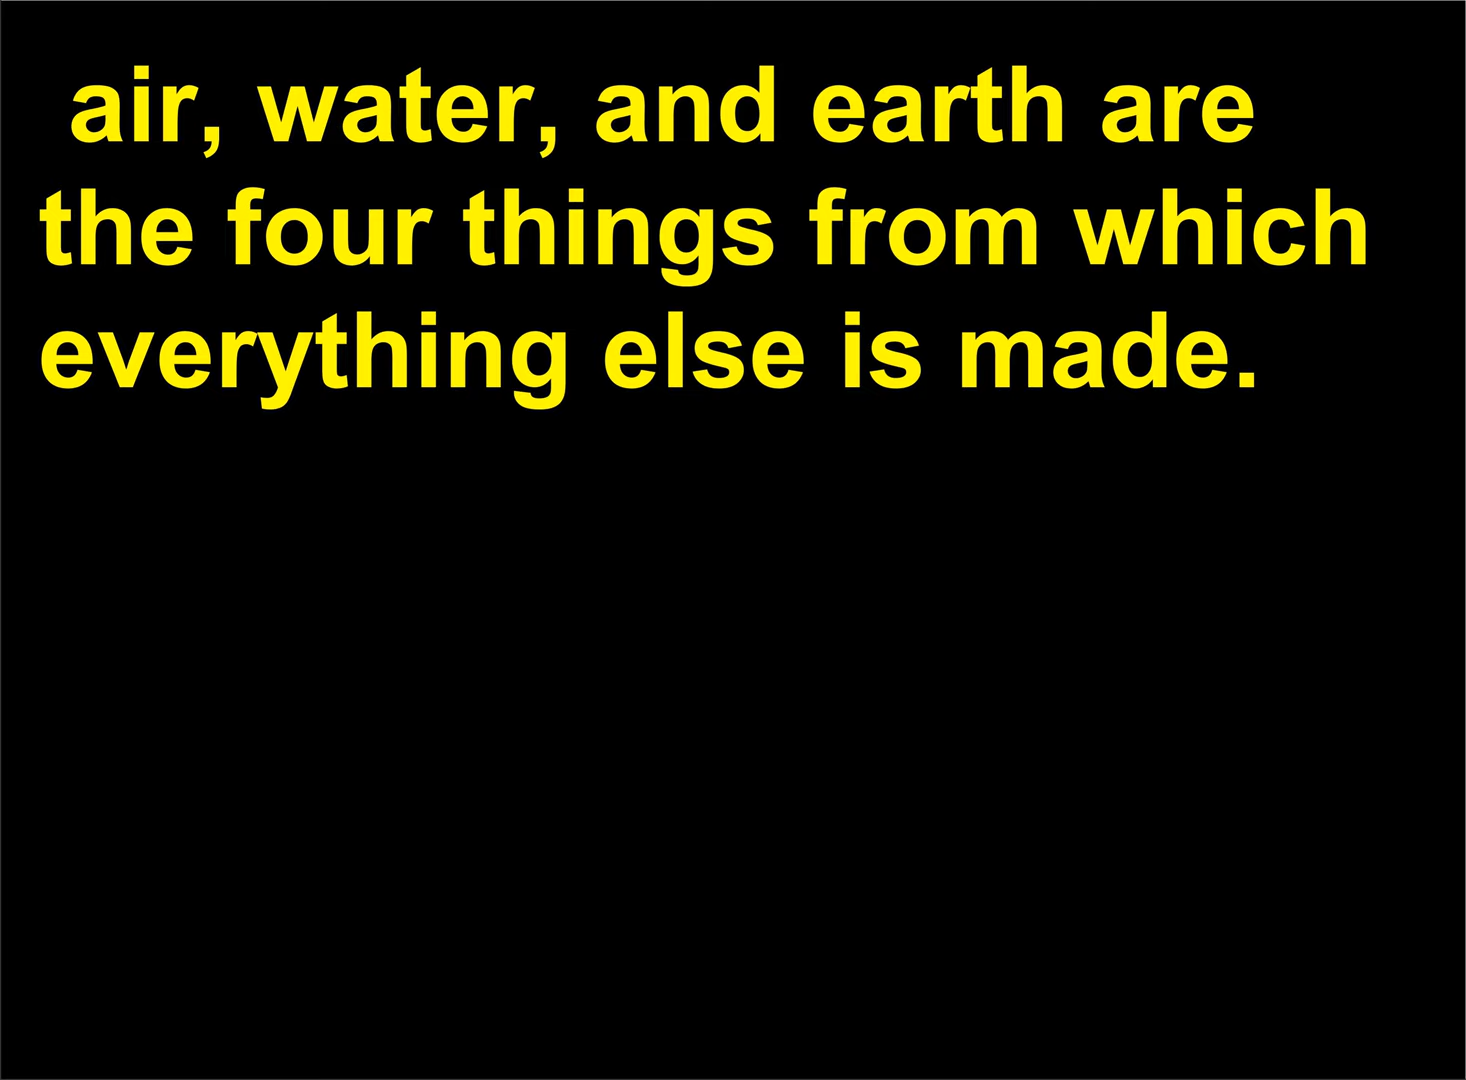 air, water, and earth are
the four things from which
everything else is made.